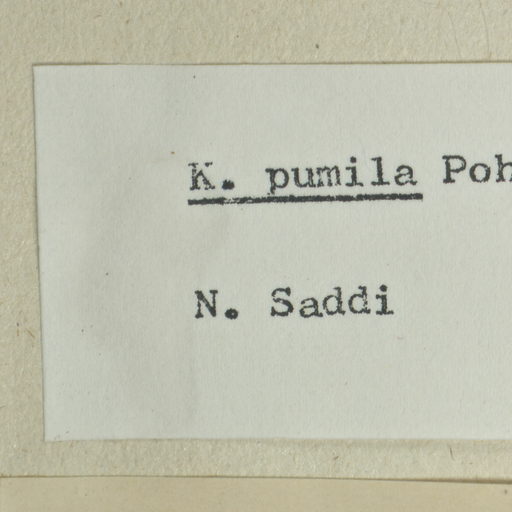 K. pumila Poh
N. Saddi